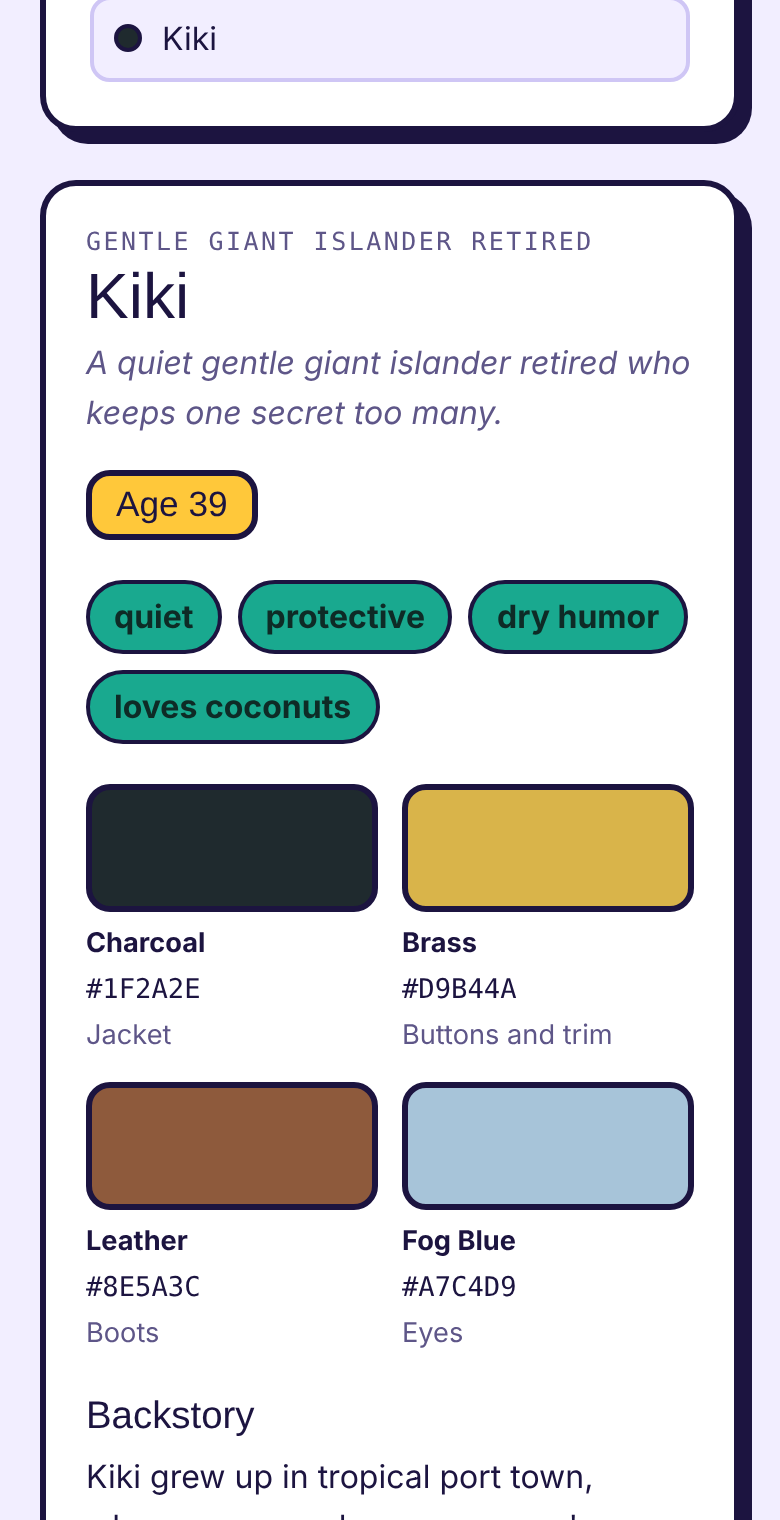 Kiki
GENTLE GIANT ISLANDER RETIRED
Kiki
A quiet gentle giant islander retired who
keeps one secret too many.
Age 39
quiet
protective
dry humor
loves coconuts
Charcoal
#1F2A2E
Jacket
Brass
#D9B44A
Buttons and trim
Leather
#8E5A3C
Boots
Fog Blue
#A7C4D9
Eyes
Backstory
Kiki grew up in tropical port town,